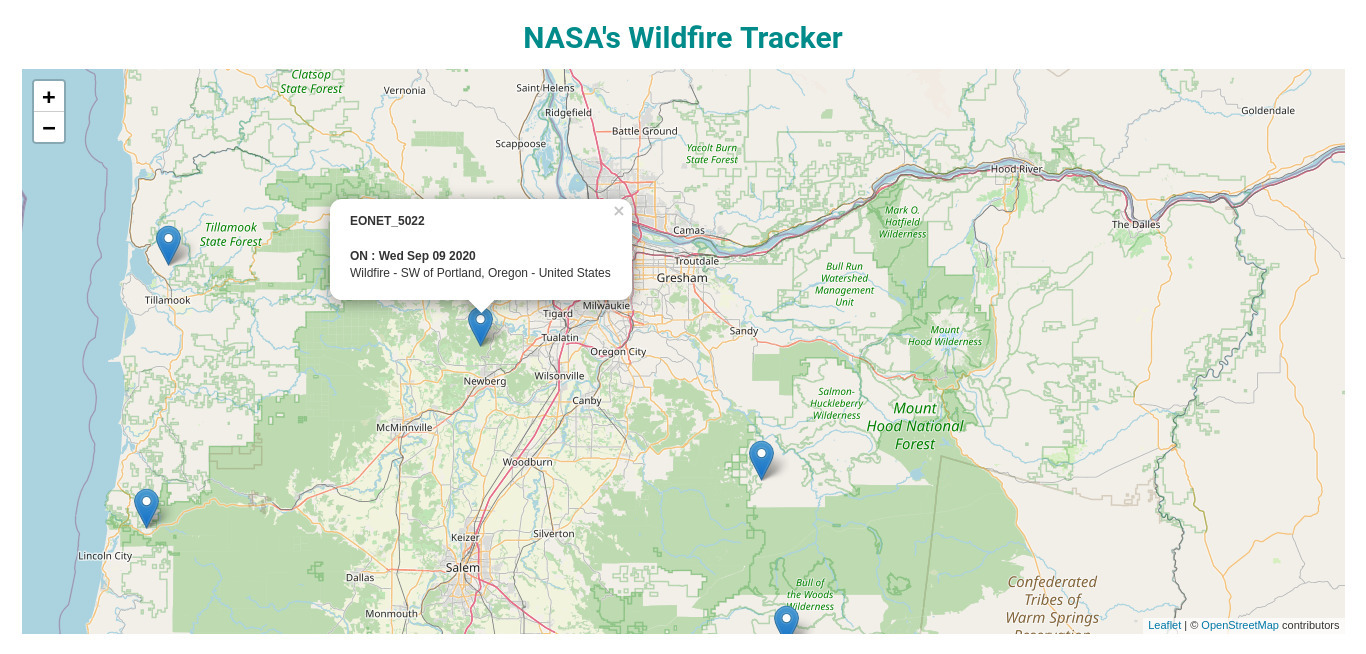 NASA's Wildfire Tracker
+
−
Clatsop
State Forest
Vernonia
Saint Helens
Ridgefield
Battle Ground
Goldendale
Scappoose
Yacolt Burn
State Forest
Hood River
Mark O.
Hatfield
Wilderness
The Dalles
Tillamook
State Forest
EONET_5022
×
ON : Wed Sep 09 2020
Wildfire - SW of Portland, Oregon - United States
Camas
Troutdale
Gresham
Bull Run
Watershed
Management
Unit
Tillamook
Milwaukie
Tigard
Tualatin
Sandy
Mount
Hood Wilderness
Oregon City
Newberg
Wilsonville
Canby
Salmon-
Huckleberry
Wilderness
Mount
Hood National
Forest
McMinnville
Woodburn
Lincoln City
Keizer
Silverton
Salem
Dallas
Bull of
the Woods
Wilderness
Confederated
Tribes of
Warm Springs
Reservation
Monmouth
Leaflet | © OpenStreetMap contributors